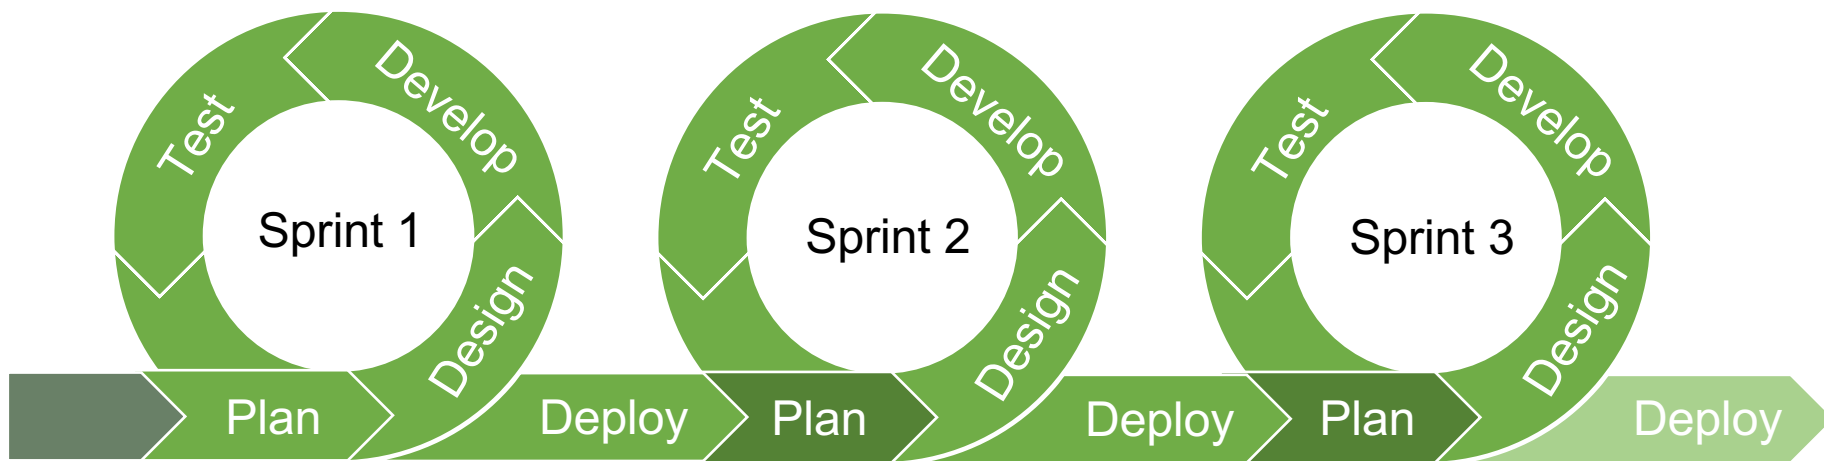 Test
Develop
Sprint 1
Design
Plan
Deploy
Test
Develop
Sprint 2
Design
Plan
Deploy
Test
Develop
Sprint 3
Design
Plan
Deploy